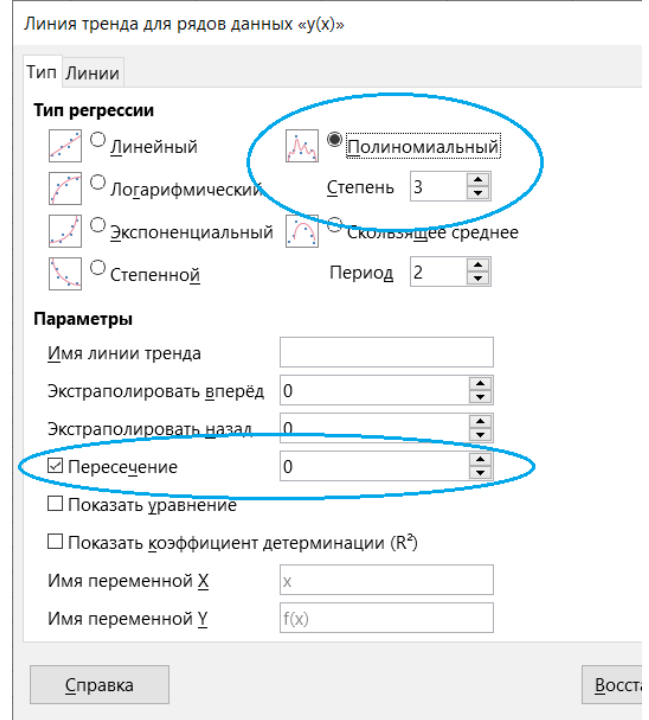 Линия тренда для рядов данных «y(x)»
Тип Линии
Тип регрессии
Линейный Полиномиальный
Логарифмический Степень 3
Экспоненциальный Скользящее среднее
Степенной Период 2
Параметры
Имя линии тренда
Экстраполировать вперёд 0
Экстраполировать назад 0
Пересечение 0
Показать уравнение
Показать коэффициент детерминации (R²)
Имя переменной X x
Имя переменной Y f(x)
Справка Восст